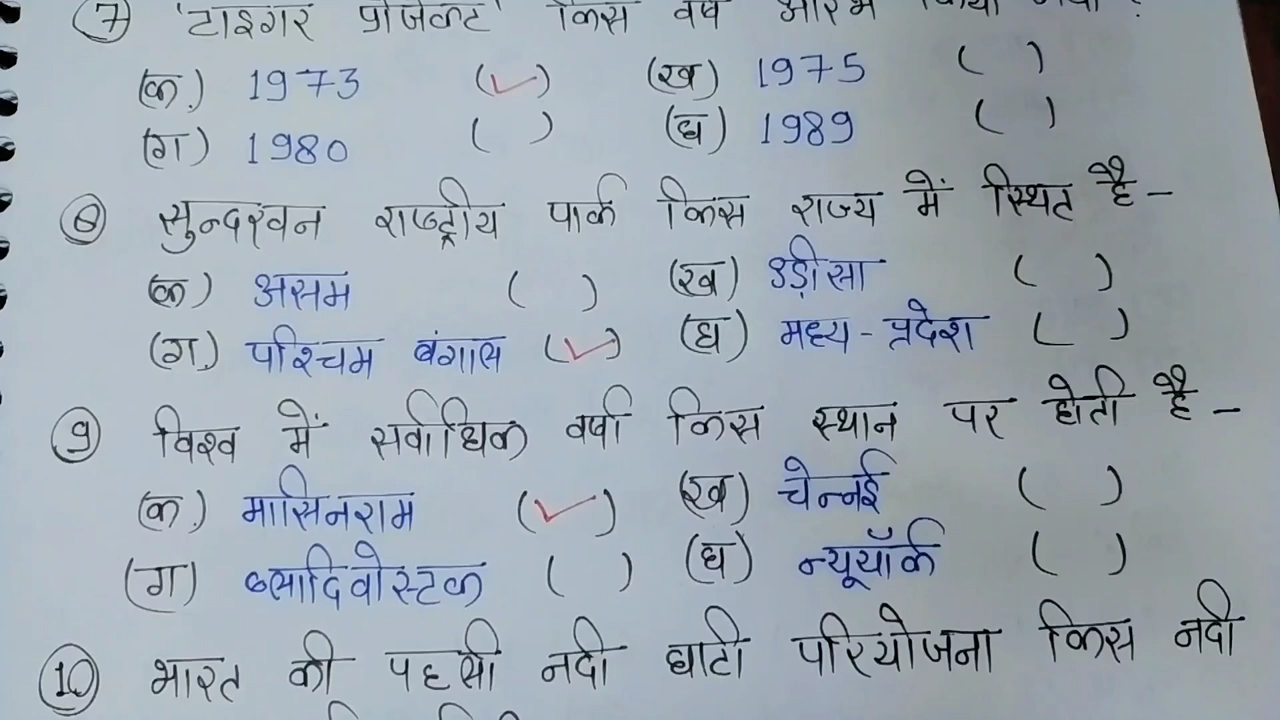 (7) 'टाइगर प्रोजेक्ट' किस वर्ष आरंभ किया गया ?
(क) 1973 (✓) (ख) 1975 ( )
(ग) 1980 ( ) (घ) 1989 ( )
(8) सुन्दरवन राष्ट्रीय पार्क किस राज्य में स्थित है -
(क) असम ( ) (ख) उड़ीसा ( )
(ग) पश्चिम बंगाल (✓) (घ) मध्य - प्रदेश ( )
(9) विश्व में सर्वाधिक वर्षा किस स्थान पर होती है -
(क) मासिनराम (✓) (ख) चेन्नई ( )
(ग) ब्लादिवोस्टक ( ) (घ) न्यूयॉर्क ( )
(10) भारत की पहली नदी घाटी परियोजना किस नदी